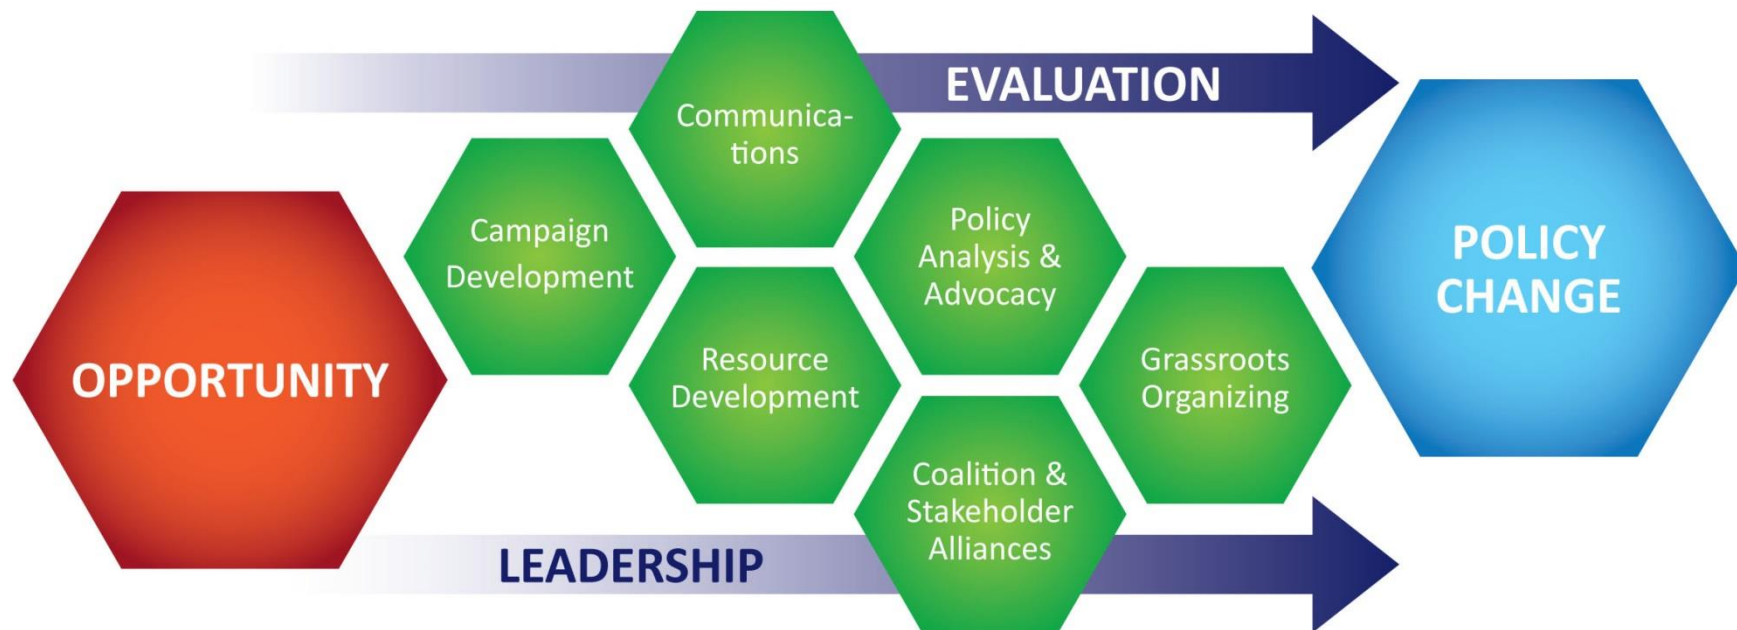 EVALUATION
Communica-
tions
Campaign
Development
Policy
Analysis &
Advocacy
POLICY
CHANGE
OPPORTUNITY
Resource
Development
Grassroots
Organizing
Coalition &
Stakeholder
Alliances
LEADERSHIP